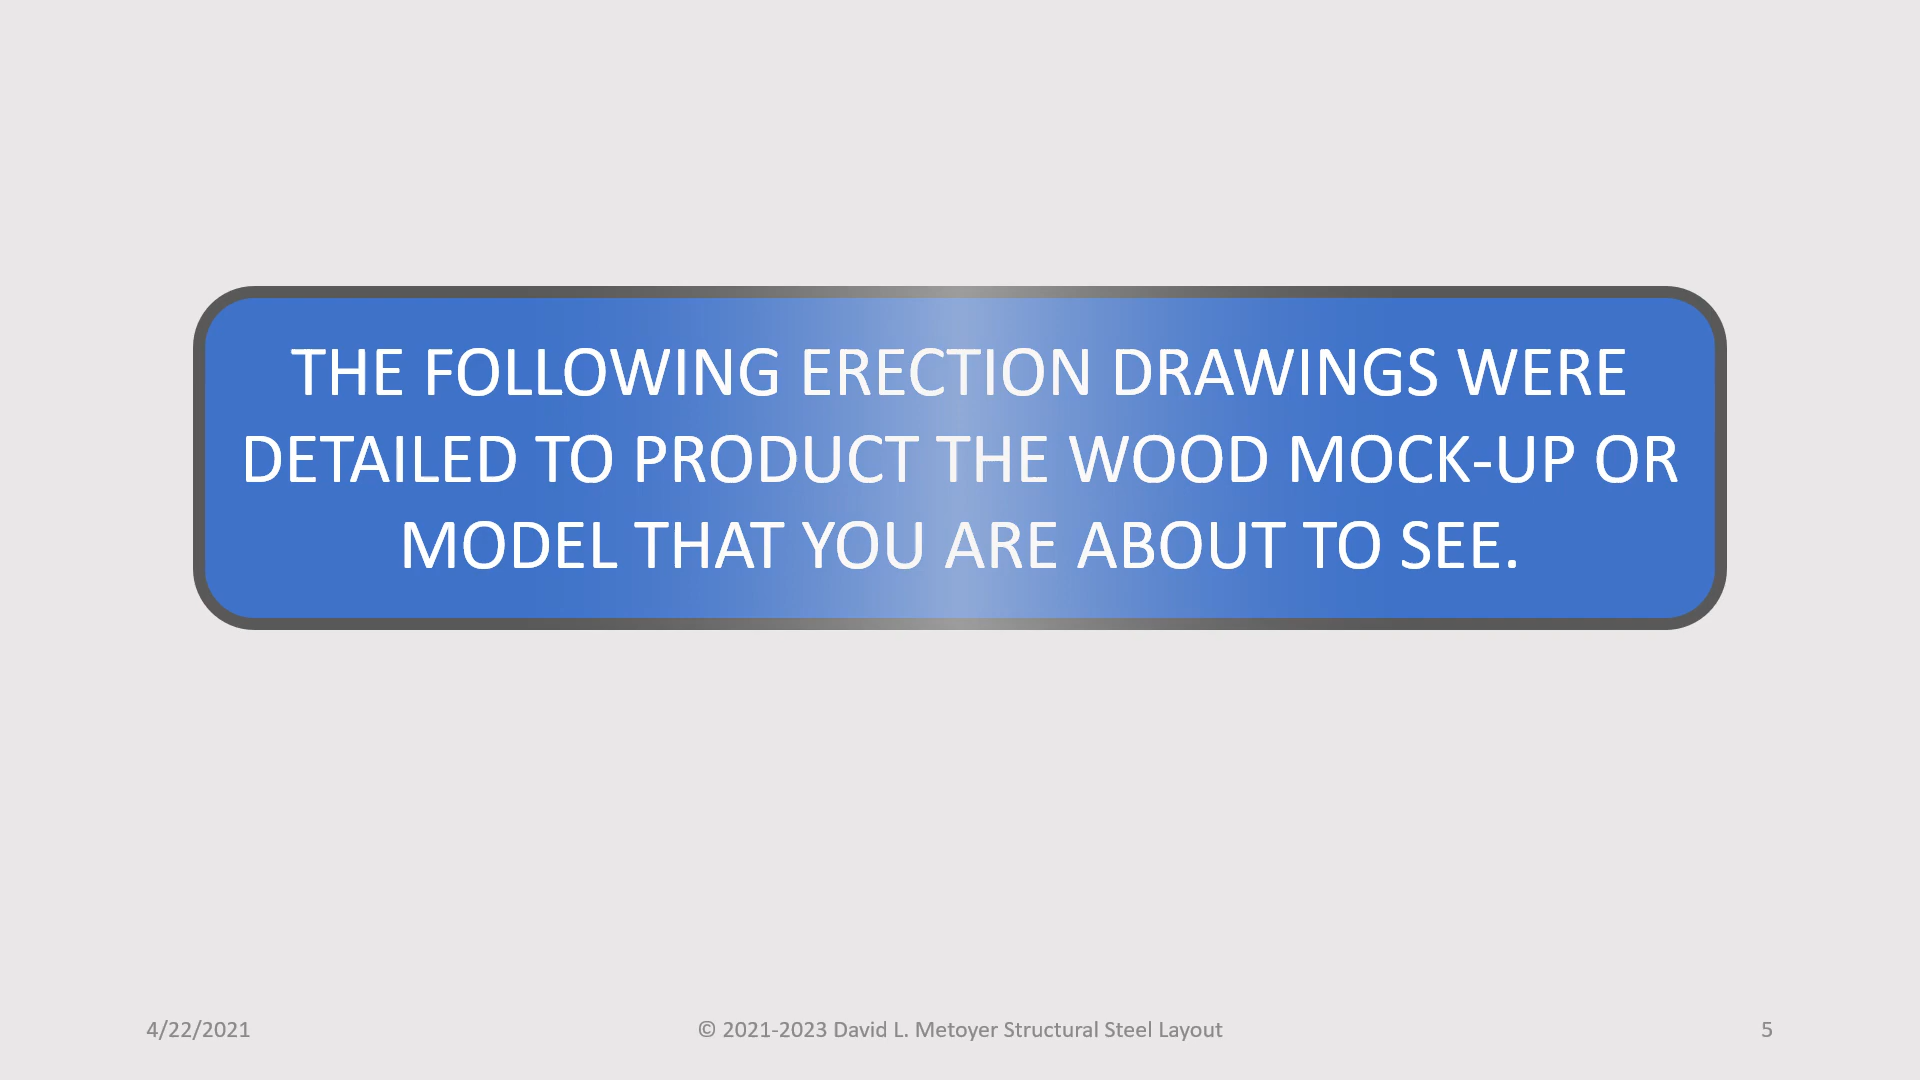 THE FOLLOWING ERECTION DRAWINGS WERE
DETAILED TO PRODUCT THE WOOD MOCK-UP OR
MODEL THAT YOU ARE ABOUT TO SEE.
4/22/2021
© 2021-2023 David L. Metoyer Structural Steel Layout
5